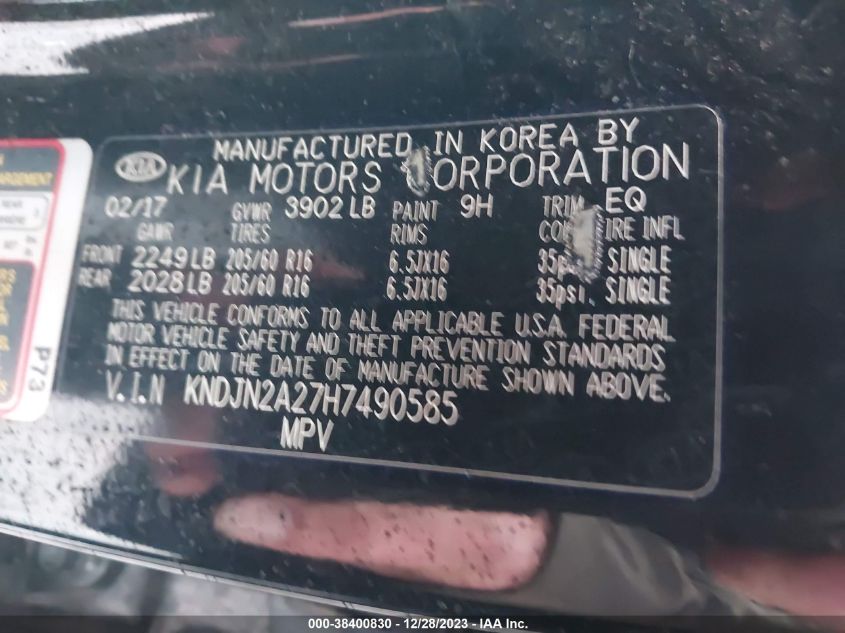 MANUFACTURED IN KOREA BY
KIA KIA MOTORS ORPORATION
02/17 GVWR 3902 LB PAINT 9H TRIM EQ
GAWR TIRES RIMS IRE INFL
FRONT 2249 LB 205/60 R16 6.5JX16 35 SINGLE
REAR 2028 LB 205/60 R16 6.5JX16 35psi. SINGLE
THIS VEHICLE CONFORMS TO ALL APPLICABLE U.S.A. FEDERAL
MOTOR VEHICLE SAFETY AND THEFT PREVENTION STANDARDS
IN EFFECT ON THE DATE OF MANUFACTURE SHOWN ABOVE.
V.I.N KNDJN2A27H7490585
MPV
P73
000-38400830 - 12/28/2023 - IAA Inc.